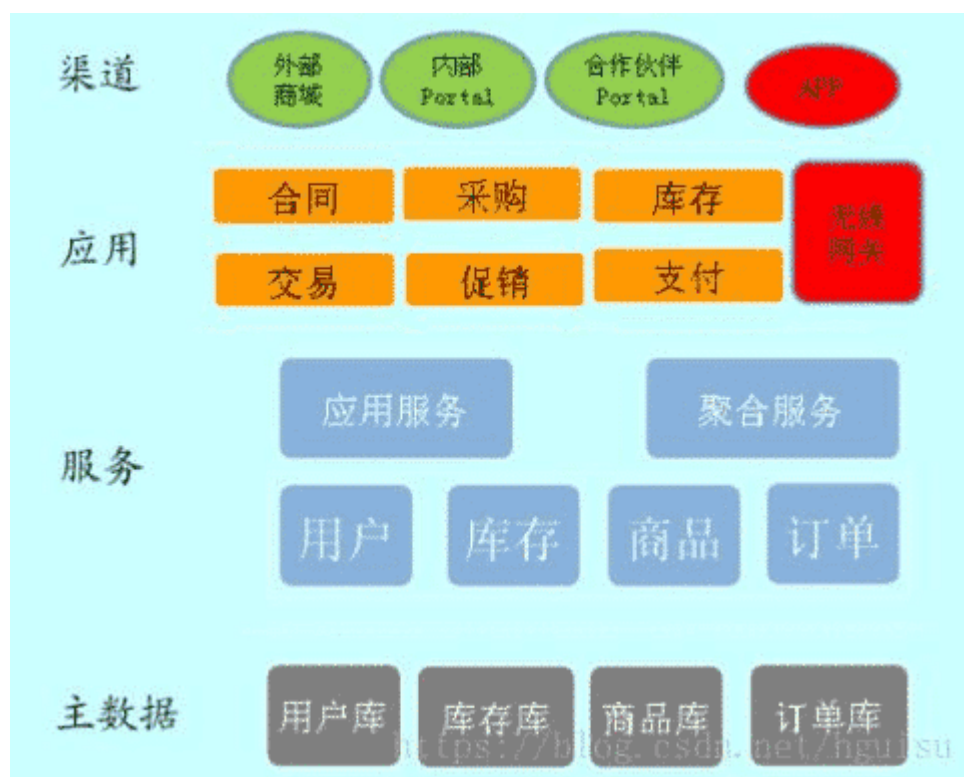 渠道
外部
商城
内部
Portal
合作伙伴
Portal
APP
应用
合同
采购
库存
无线
网关
交易
促销
支付
服务
应用服务
聚合服务
用户
库存
商品
订单
主数据
用户库
库存库
商品库
订单库
https://blog.csdn.net/hguisu